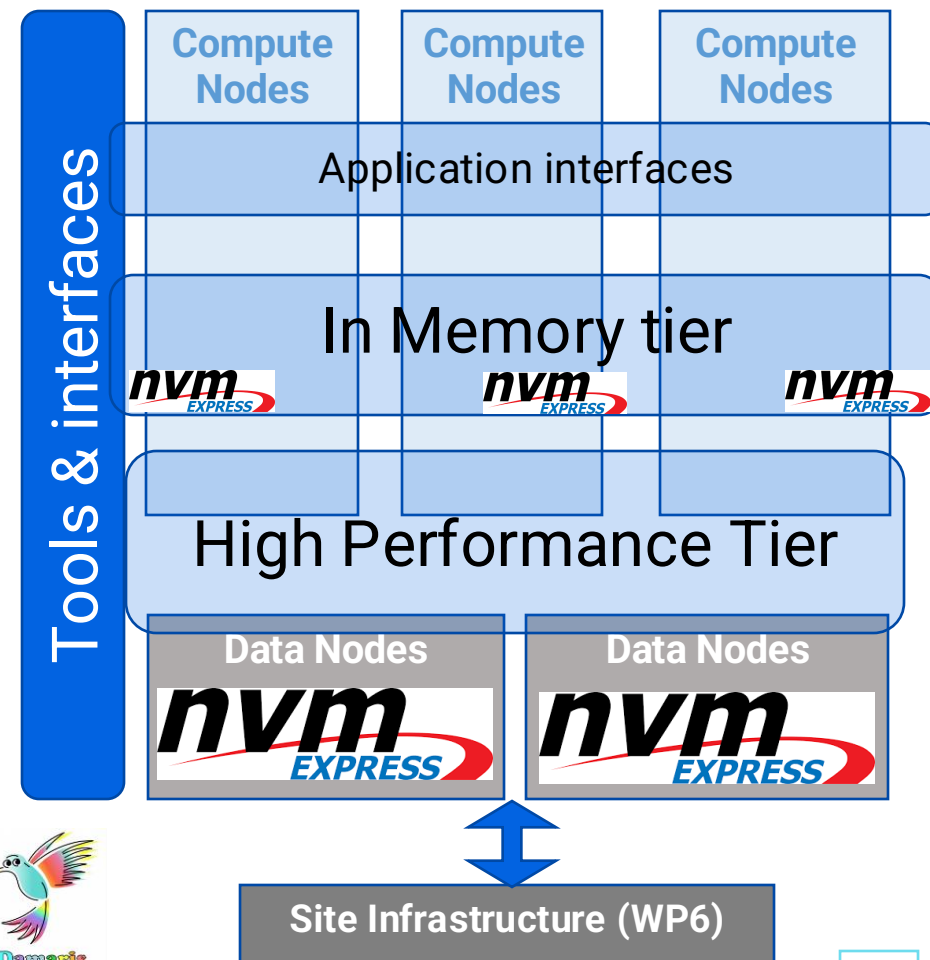 Tools & interfaces
Compute
Nodes
Compute
Nodes
Compute
Nodes
Application interfaces
In Memory tier
nvm
EXPRESS
nvm
EXPRESS
nvm
EXPRESS
High Performance Tier
Data Nodes
Data Nodes
nvm
EXPRESS
nvm
EXPRESS
Site Infrastructure (WP6)
Damaris